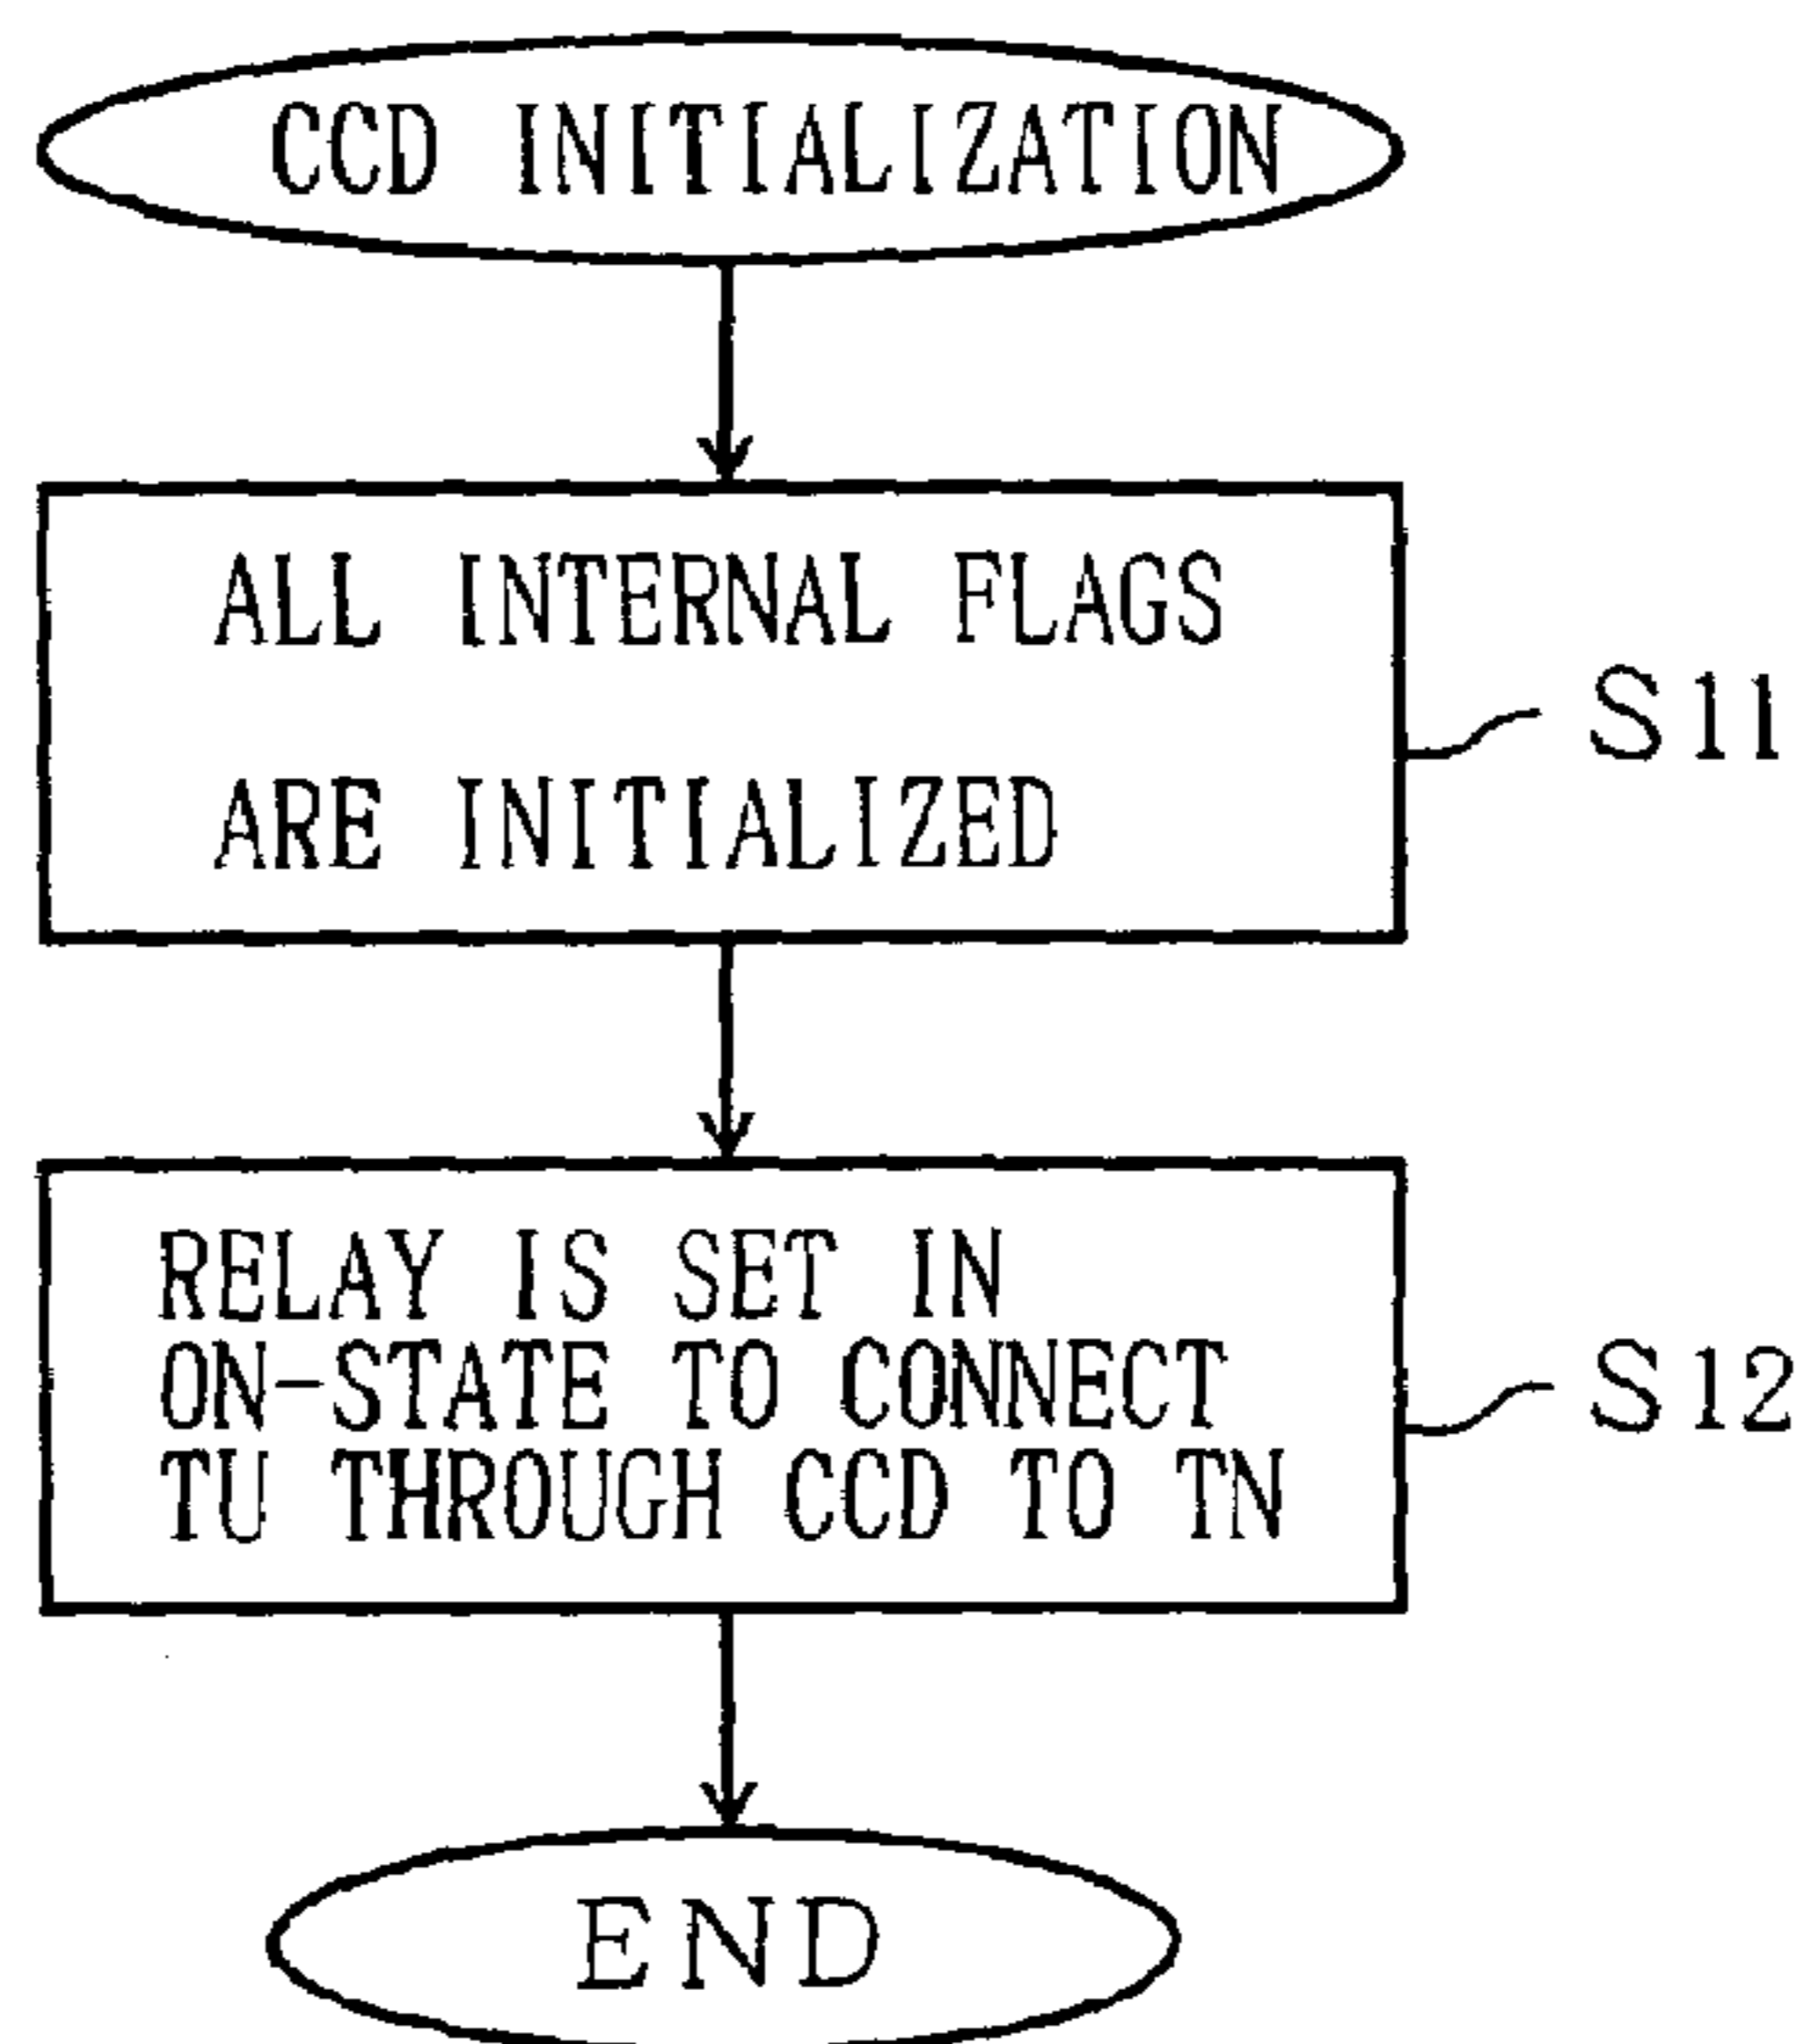 CCD INITIALIZATION
ALL INTERNAL FLAGS
ARE INITIALIZED
S11
RELAY IS SET IN
ON-STATE TO CONNECT
TU THROUGH CCD TO TN
S12
END